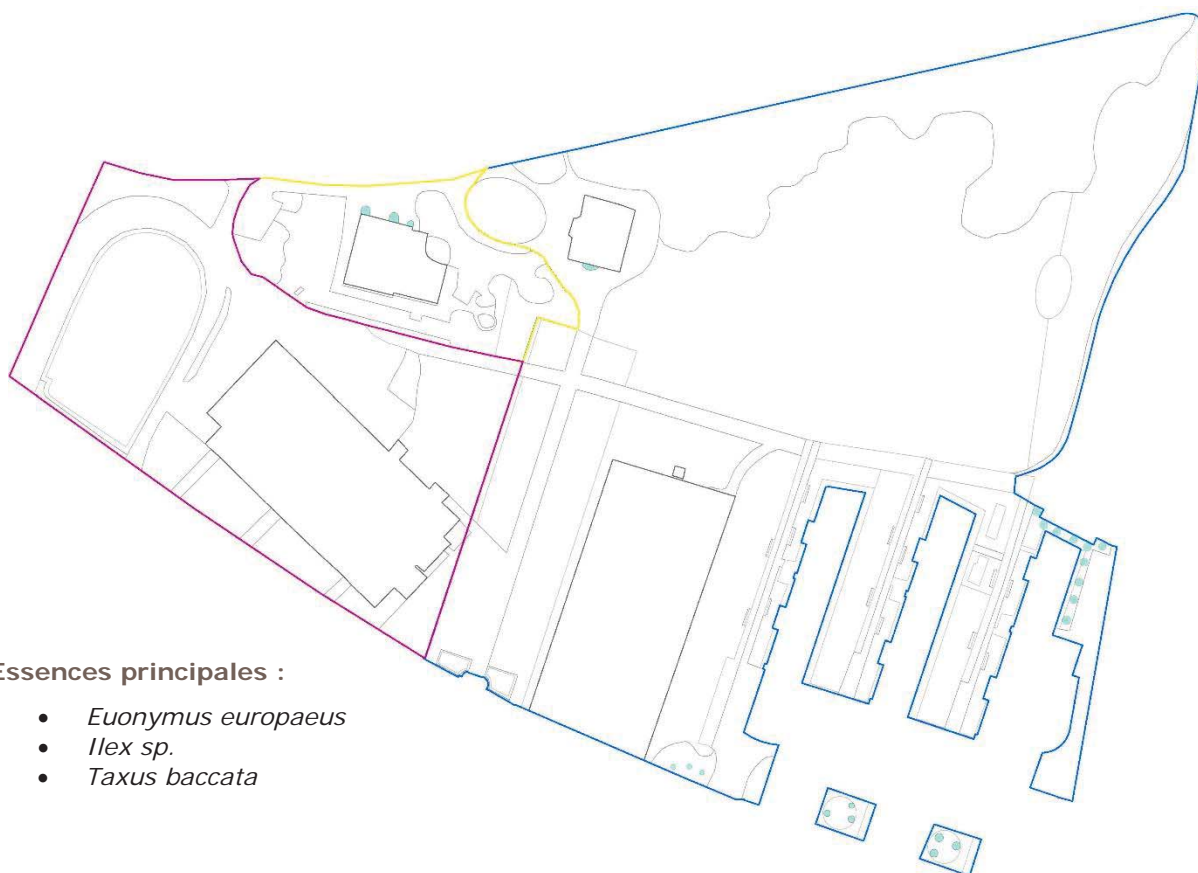 Essences principales :
• Euonymus europaeus
• Ilex sp.
• Taxus baccata